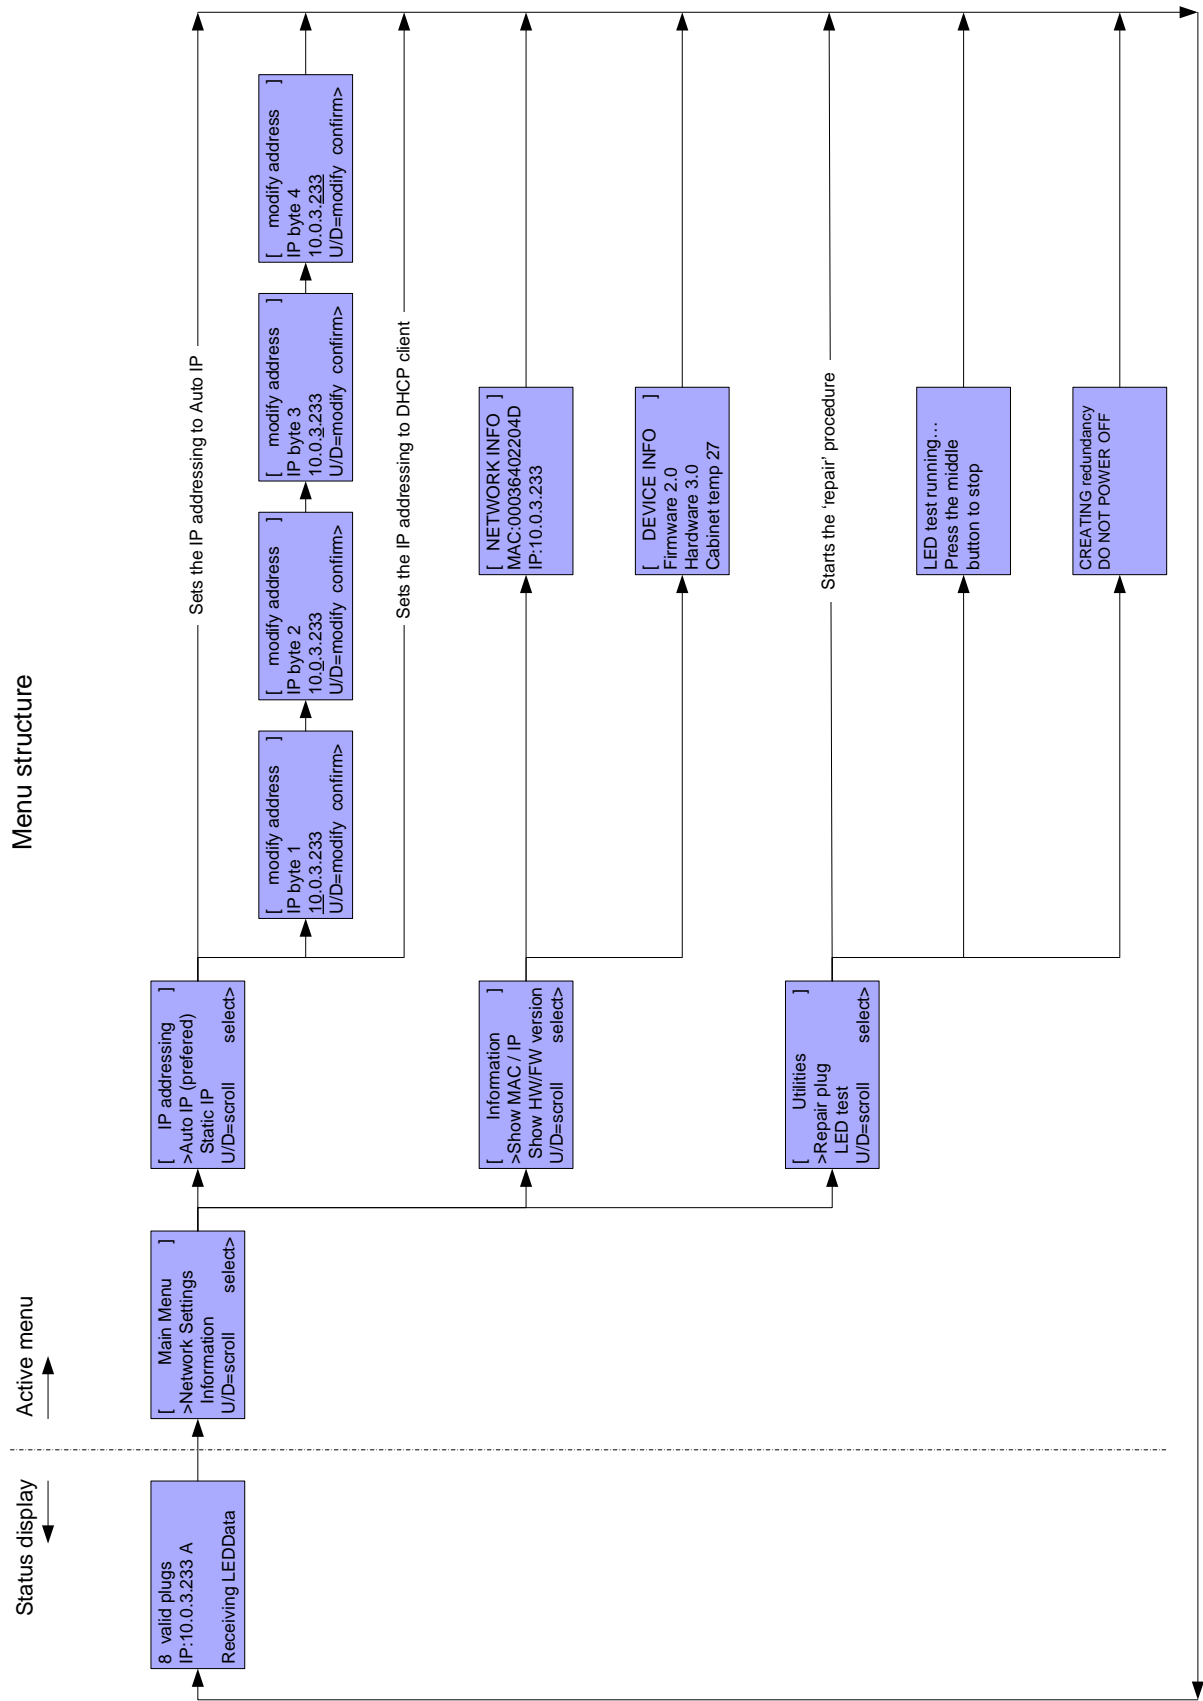 Menu structure
Status display
Active menu
8 valid plugs
IP:10.0.3.233 A
Receiving LEDData
[ Main Menu ]
>Network Settings
Information
U/D=scroll select>
[ IP addressing ]
>Auto IP (prefered)
Static IP
U/D=scroll select>
Sets the IP addressing to Auto IP
[ modify address ]
IP byte 1
10.0.3.233
U/D=modify confirm>
[ modify address ]
IP byte 2
10.0.3.233
U/D=modify confirm>
[ modify address ]
IP byte 3
10.0.3.233
U/D=modify confirm>
[ modify address ]
IP byte 4
10.0.3.233
U/D=modify confirm>
Sets the IP addressing to DHCP client
[ Information ]
>Show MAC / IP
Show HW/FW version
U/D=scroll select>
[ NETWORK INFO ]
MAC:00036402204D
IP:10.0.3.233
[ DEVICE INFO ]
Firmware 2.0
Hardware 3.0
Cabinet temp 27
[ Utilities ]
>Repair plug
LED test
U/D=scroll select>
Starts the ‘repair’ procedure
LED test running…
Press the middle
button to stop
CREATING redundancy
DO NOT POWER OFF